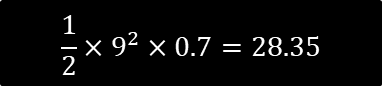 1/2 × 9² × 0.7 = 28.35